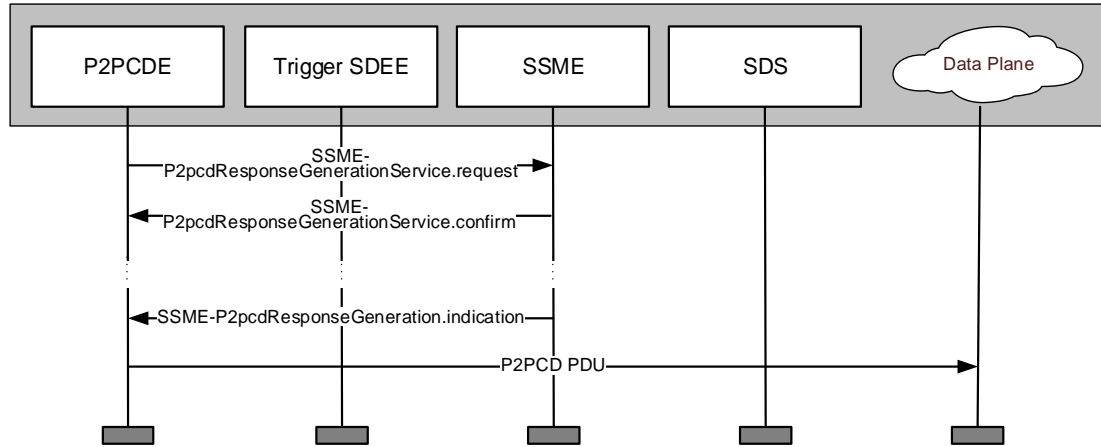 P2PCDE
Trigger SDEE
SSME
SDS
Data Plane
SSME-
P2pcdResponseGenerationService.request
SSME-
P2pcdResponseGenerationService.confirm
SSME-P2pcdResponseGeneration.indication
P2PCD PDU